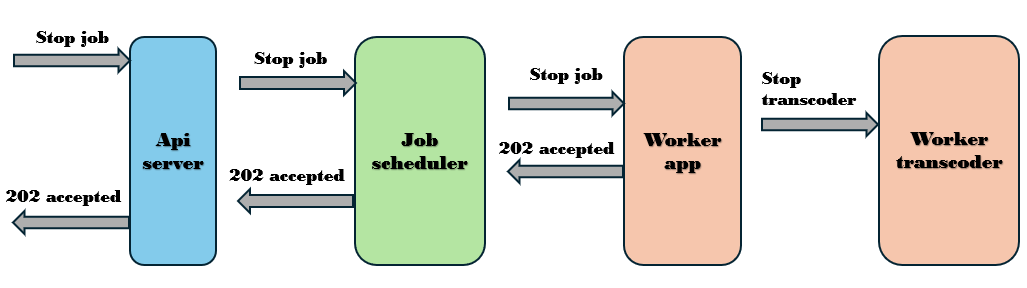 Stop job
202 accepted
Api
server
Stop job
202 accepted
Job
scheduler
Stop job
202 accepted
Worker
app
Stop
transcoder
Worker
transcoder